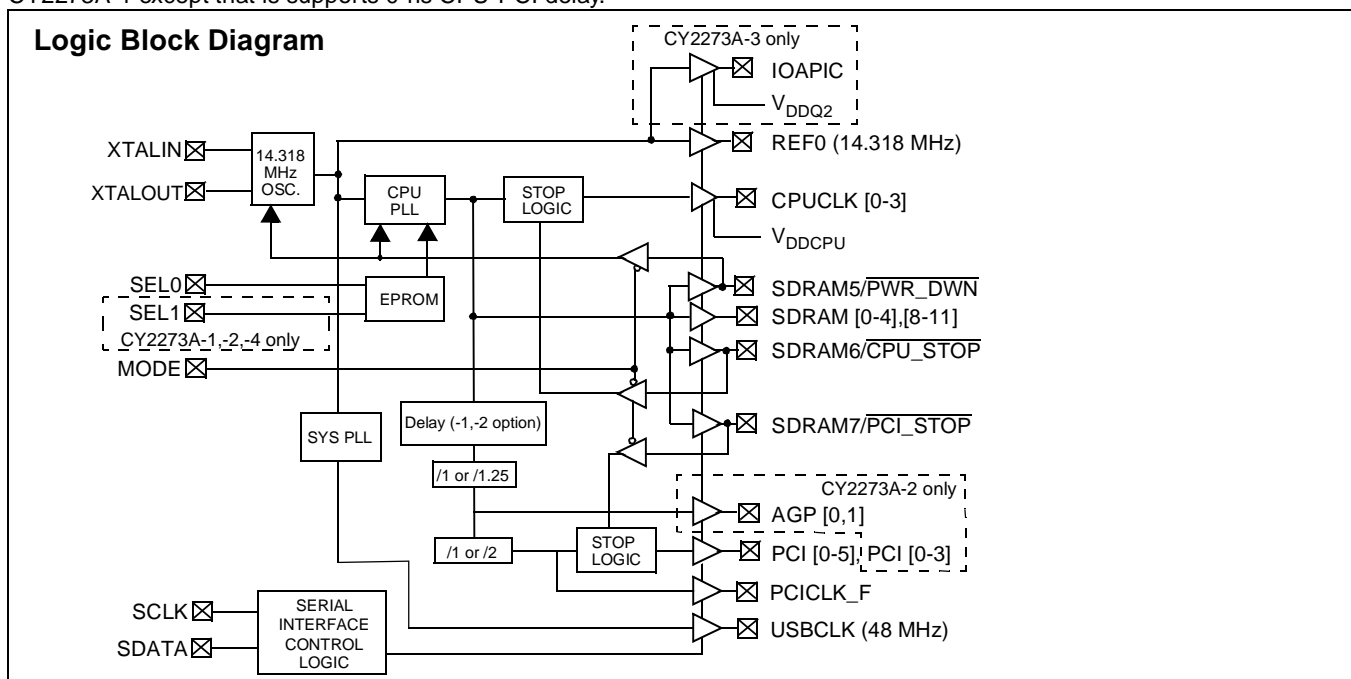 CY2273A-1 except that is supports 0 ns CPU-PCI delay.
Logic Block Diagram
CY2273A-3 only
IOAPIC
VDDQ2
XTALIN
14.318
MHz
OSC.
REF0 (14.318 MHz)
XTALOUT
CPU
PLL
STOP
LOGIC
CPUCLK [0-3]
VDDCPU
SEL0
EPROM
SDRAM5/PWR_DWN
SEL1
SDRAM [0-4],[8-11]
CY2273A-1,-2,-4 only
SDRAM6/CPU_STOP
MODE
SYS PLL
Delay (-1,-2 option)
SDRAM7/PCI_STOP
/1 or /1.25
CY2273A-2 only
AGP [0,1]
/1 or /2
STOP
LOGIC
PCI [0-5], PCI [0-3]
PCICLK_F
SCLK
SERIAL
INTERFACE
CONTROL
LOGIC
USBCLK (48 MHz)
SDATA